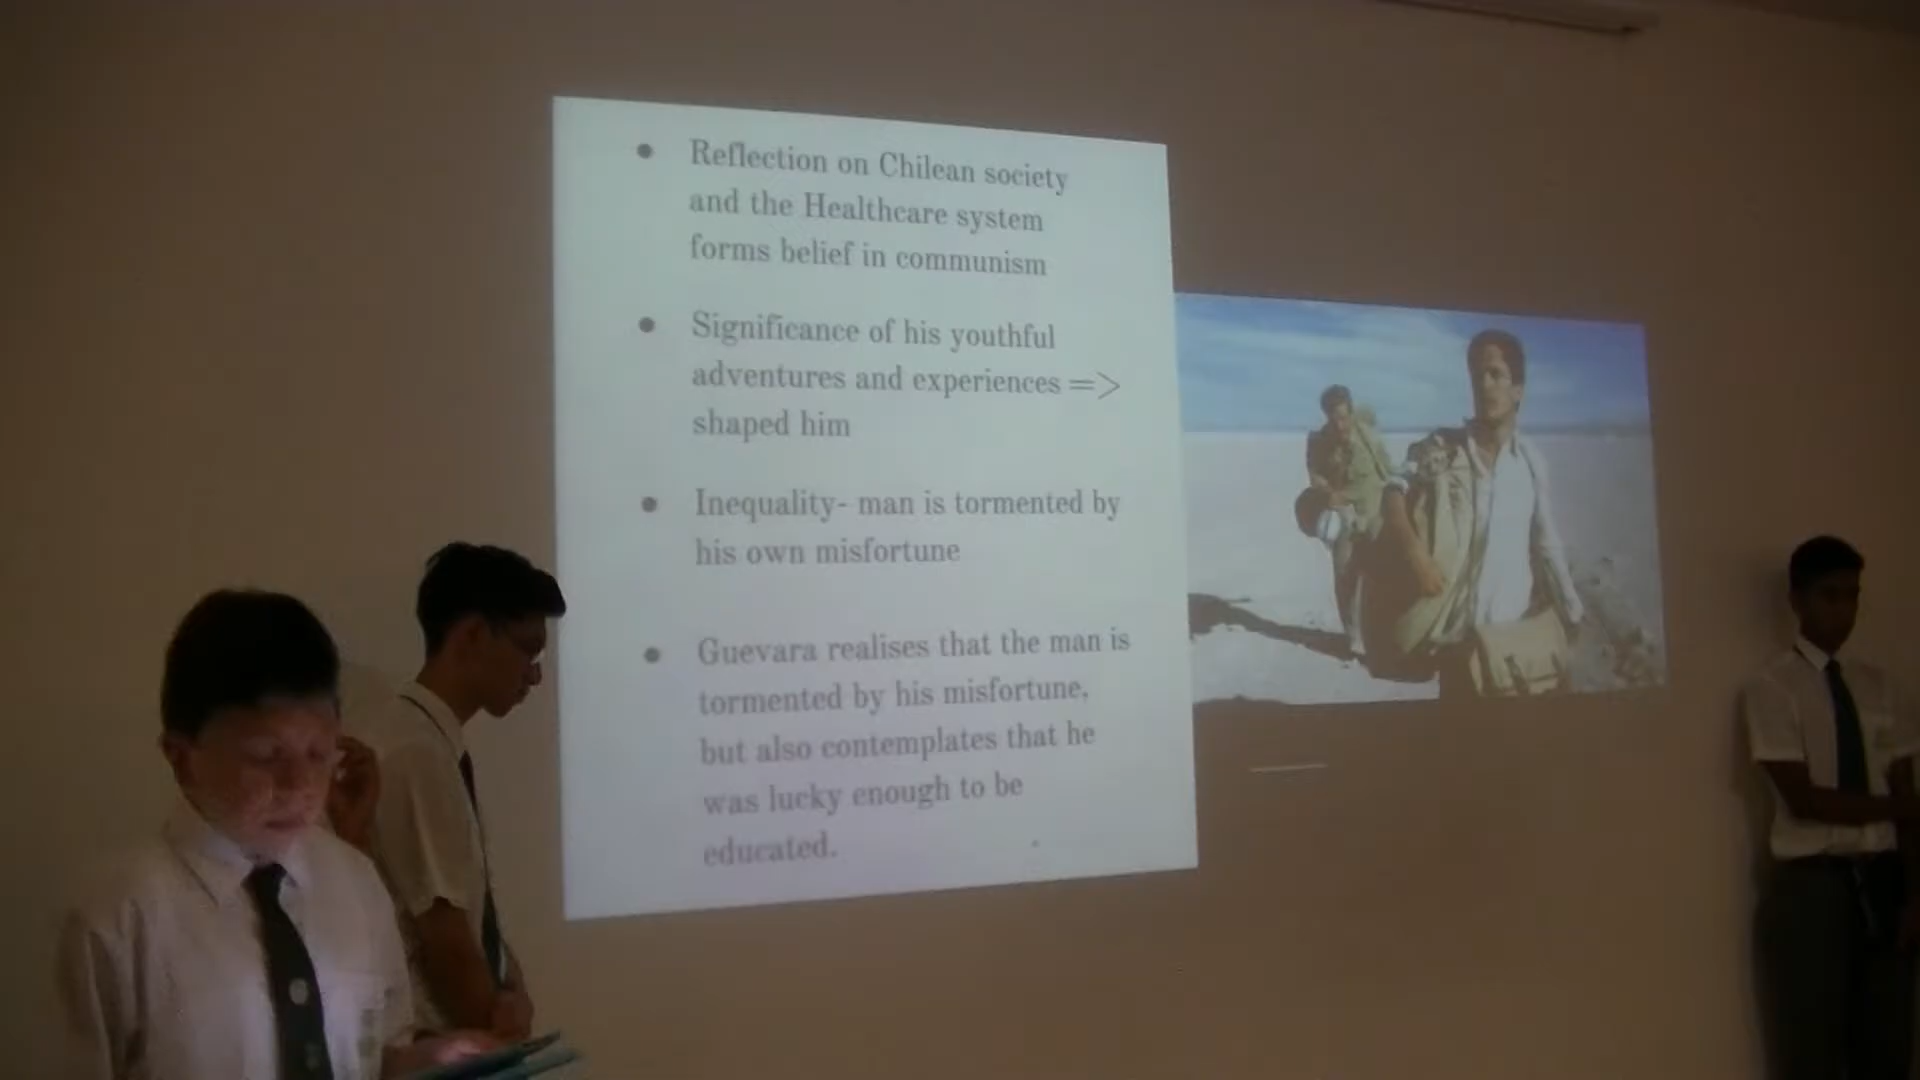 Reflection on Chilean society
and the Healthcare system
forms belief in communism
Significance of his youthful
adventures and experiences =>
shaped him
Inequality- man is tormented by
his own misfortune
Guevara realises that the man is
tormented by his misfortune,
but also contemplates that he
was lucky enough to be
educated.